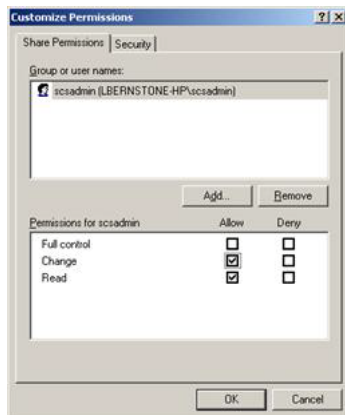 Customize Permissions
Share Permissions Security
Group or user names:
scsadmin (LBERNSTONE-HP\scsadmin)
Add... Remove
Permissions for scsadmin Allow Deny
Full control
Change
Read
OK Cancel